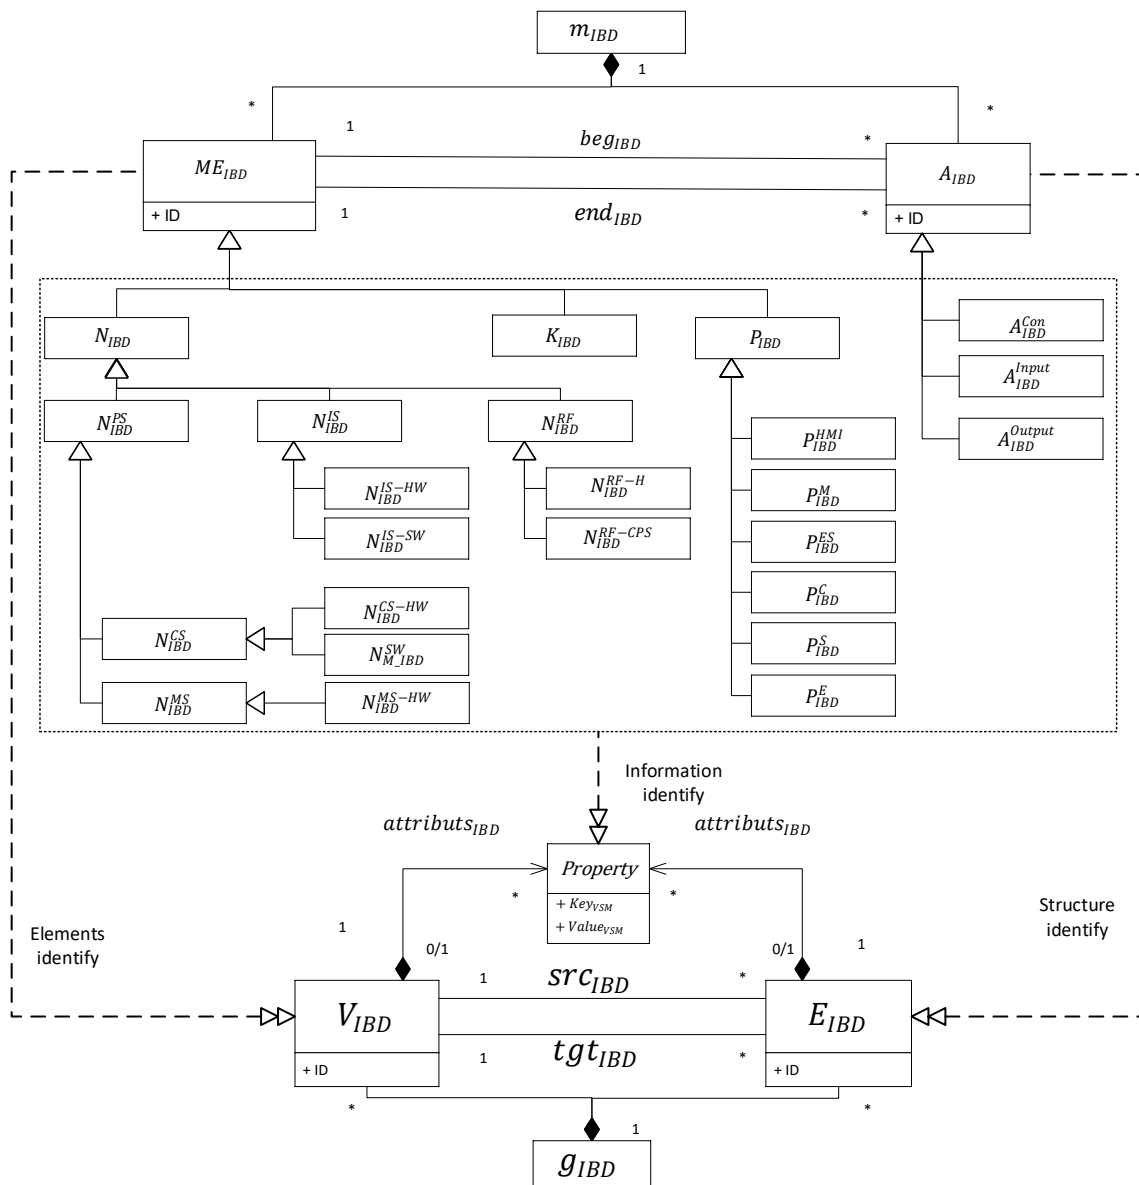 m_IBD
1
* *
1 beg_IBD *
ME_IBD A_IBD
+ ID 1 end_IBD * + ID
N_IBD K_IBD P_IBD A_IBD^Con
A_IBD^Input
N_IBD^PS N_IBD^IS N_IBD^RF P_IBD^HMI A_IBD^Output
N_IBD^IS-HW N_IBD^RF-H P_IBD^M
N_IBD^IS-SW N_IBD^RF-CPS P_IBD^ES
N_IBD^CS-HW P_IBD^C
N_IBD^CS N_M_IBD^SW P_IBD^S
N_IBD^MS N_IBD^MS-HW P_IBD^E
Information
identify
attributs_IBD attributs_IBD
Property
* *
+ Key_VSM
+ Value_VSM
Elements
identify
Structure
identify
1 0/1 0/1 1
V_IBD 1 src_IBD * E_IBD
+ ID 1 tgt_IBD * + ID
* *
1
g_IBD